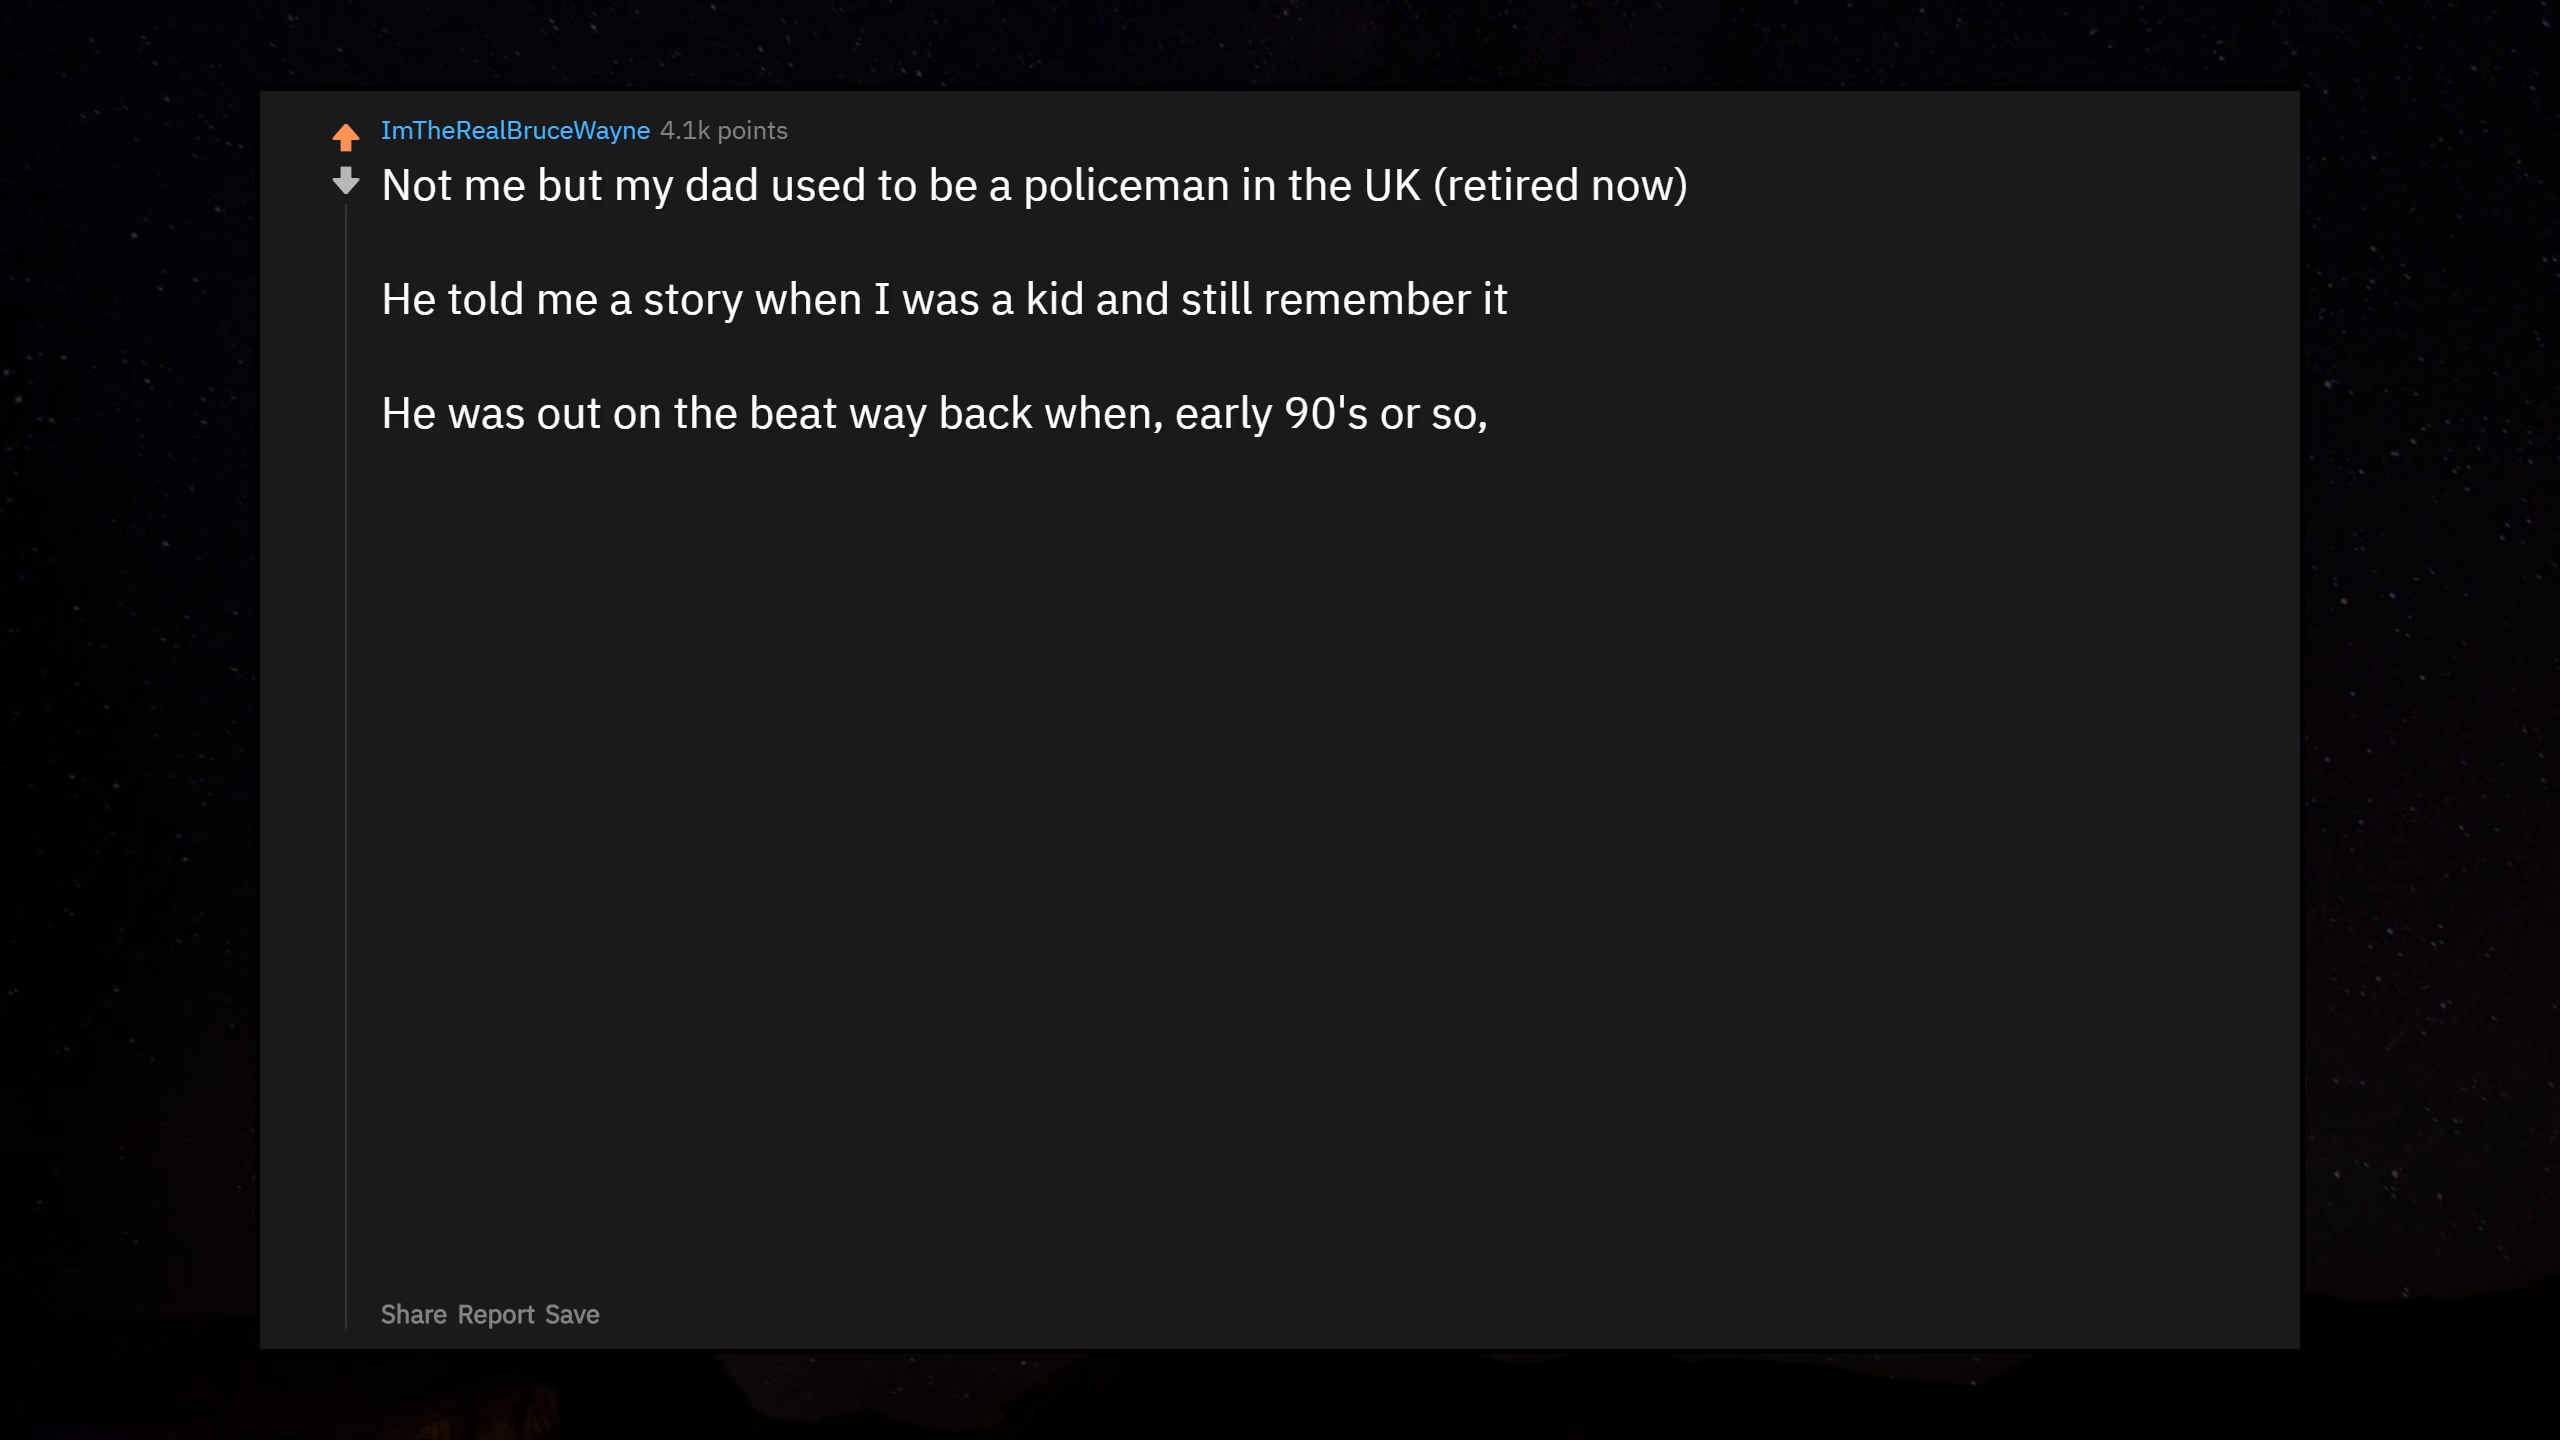 ImTheRealBruceWayne 4.1k points
Not me but my dad used to be a policeman in the UK (retired now)
He told me a story when I was a kid and still remember it
He was out on the beat way back when, early 90's or so,
Share Report Save